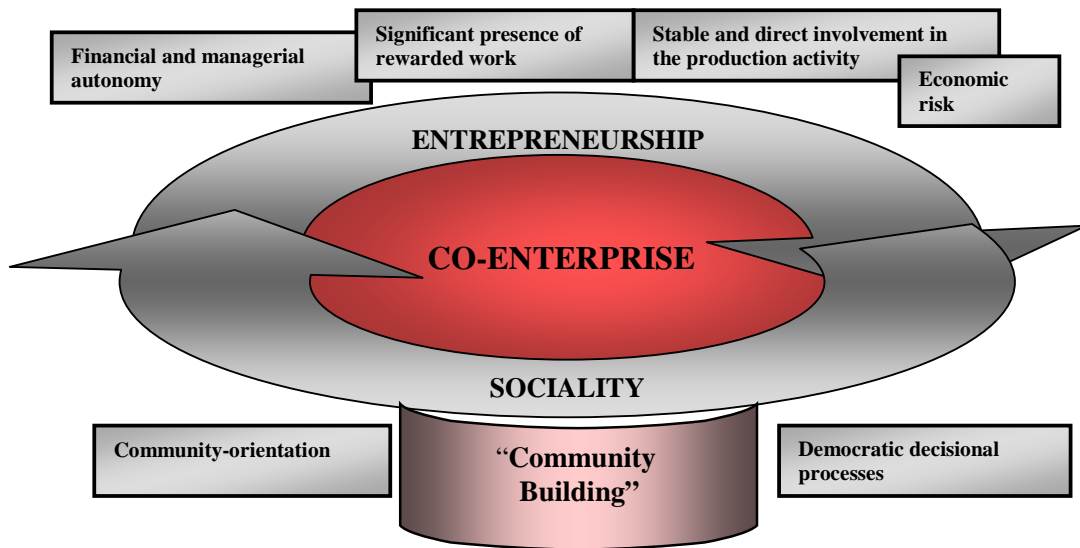 Financial and managerial
autonomy
Significant presence of
rewarded work
Stable and direct involvement in
the production activity
Economic
risk
ENTREPRENEURSHIP
CO-ENTERPRISE
SOCIALITY
Community-orientation
“Community
Building”
Democratic decisional
processes